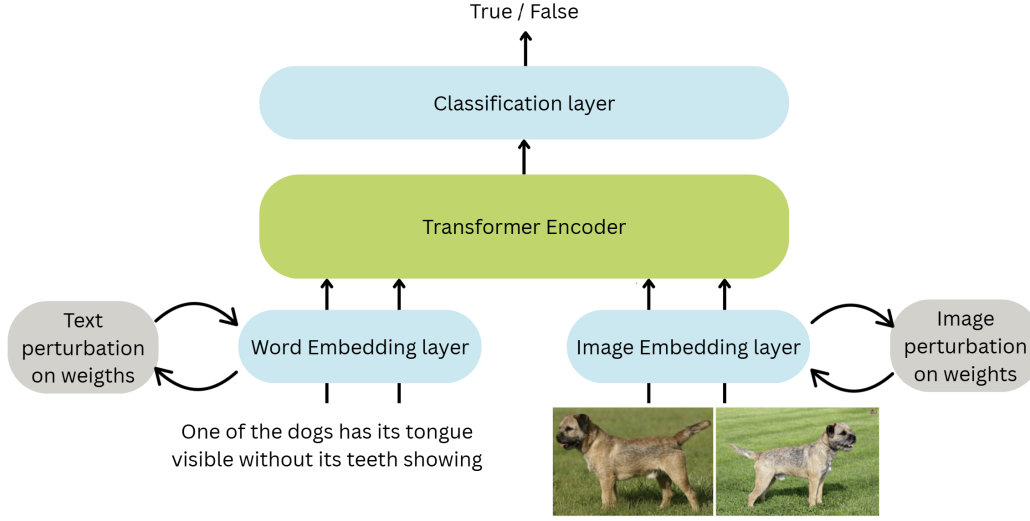 True / False
Classification layer
Transformer Encoder
Text
perturbation
on weigths
Word Embedding layer
Image Embedding layer
Image
perturbation
on weights
One of the dogs has its tongue
visible without its teeth showing